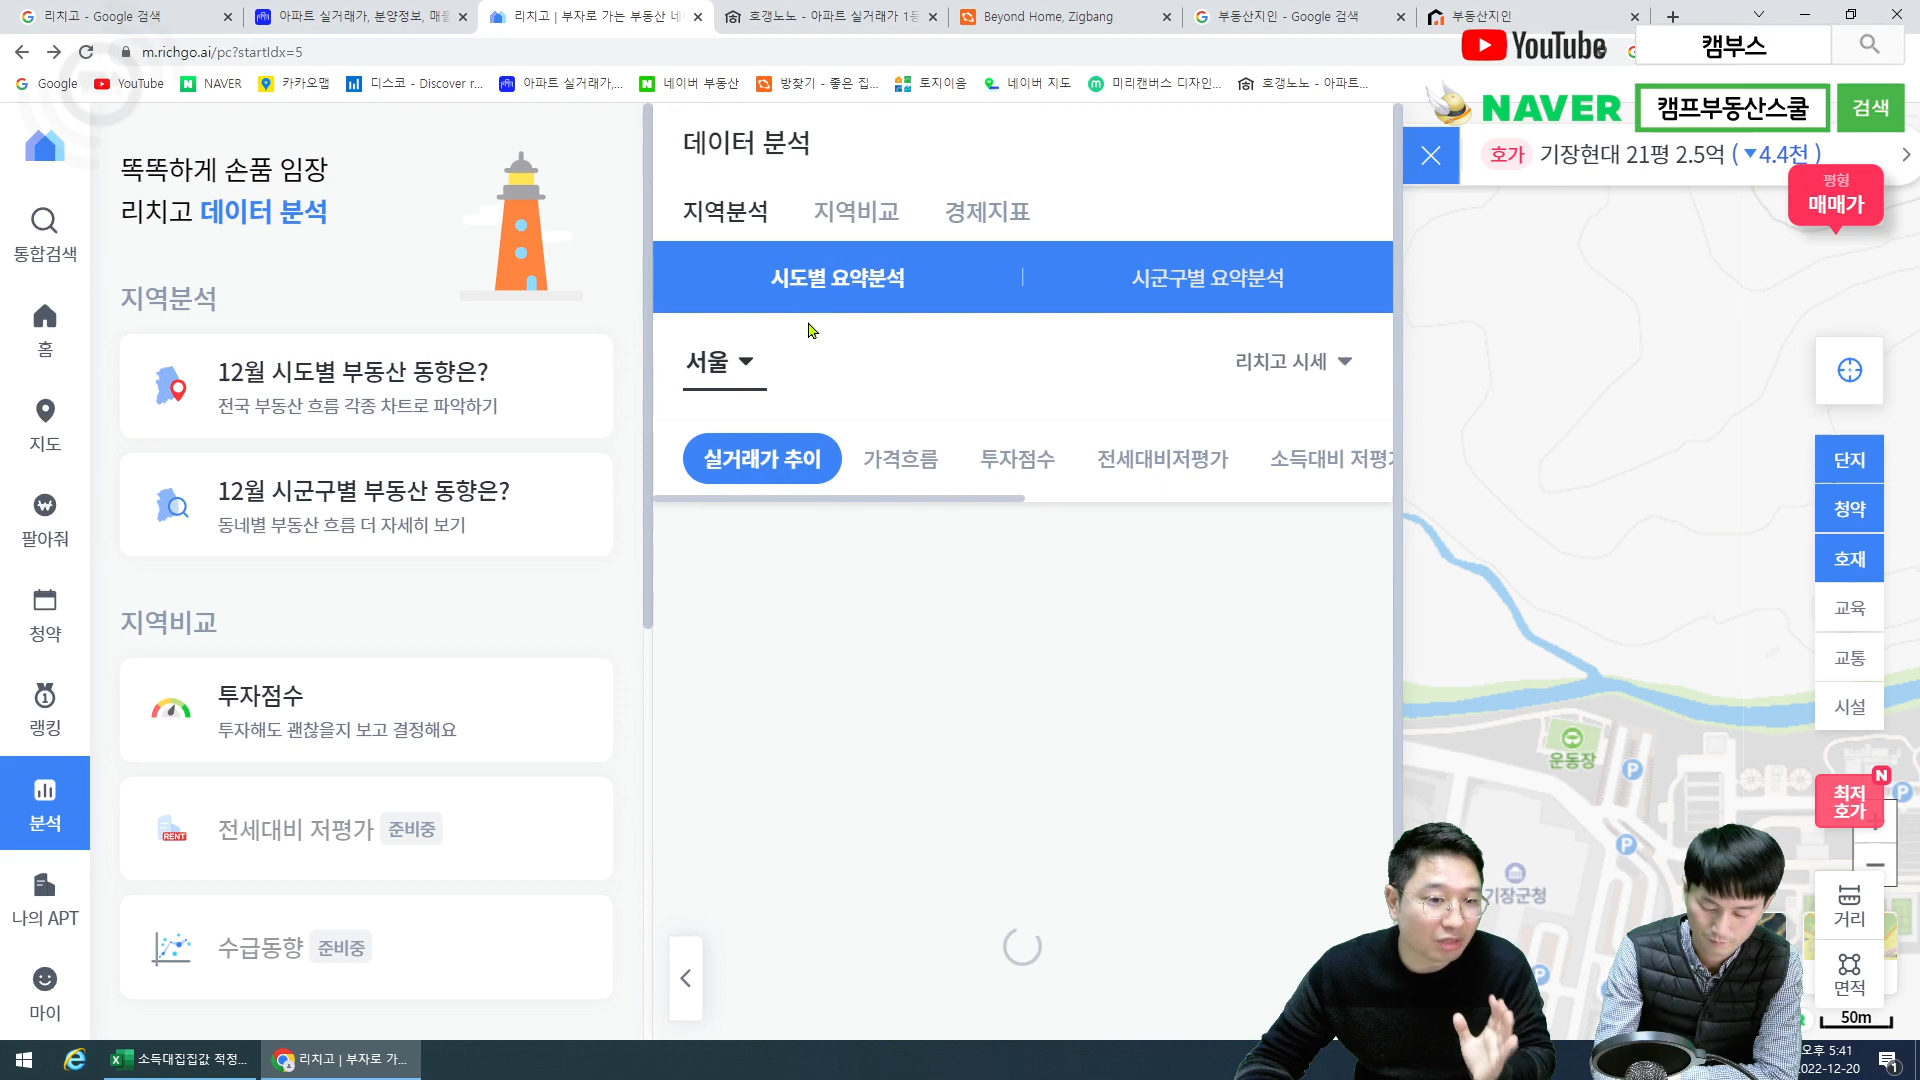 리치고 - Google 검색
아파트 실거래가, 분양정보, 매물
리치고 | 부자로 가는 부동산 네
호갱노노 - 아파트 실거래가 1등
Beyond Home, Zigbang
부동산지인 - Google 검색
부동산지인
m.richgo.ai/pc?startIdx=5
YouTube
캠부스
Google
YouTube
NAVER
카카오맵
디스코 - Discover r...
아파트 실거래가,...
네이버 부동산
방찾기 - 좋은 집...
토지이음
네이버 지도
미리캔버스 디자인...
호갱노노 - 아파트...
NAVER
캠프부동산스쿨
검색
통합검색
홈
지도
팔아줘
청약
랭킹
분석
나의 APT
마이
똑똑하게 손품 임장
리치고 데이터 분석
지역분석
12월 시도별 부동산 동향은?
전국 부동산 흐름 각종 차트로 파악하기
12월 시군구별 부동산 동향은?
동네별 부동산 흐름 더 자세히 보기
지역비교
투자점수
투자해도 괜찮을지 보고 결정해요
RENT
전세대비 저평가 준비중
수급동향 준비중
데이터 분석
지역분석 지역비교 경제지표
시도별 요약분석 시군구별 요약분석
서울
리치고 시세
실거래가 추이 가격흐름 투자점수 전세대비저평가 소득대비 저평가
호가 기장현대 21평 2.5억 (▼4.4천 )
평형
매매가
단지
청약
호재
교육
교통
시설
운동장
P
P
P
P
N
최저
호가
기장군청
거리
면적
50m
소득대집집값 적정...
리치고 | 부자로 가...
오후 5:41
2022-12-20
1